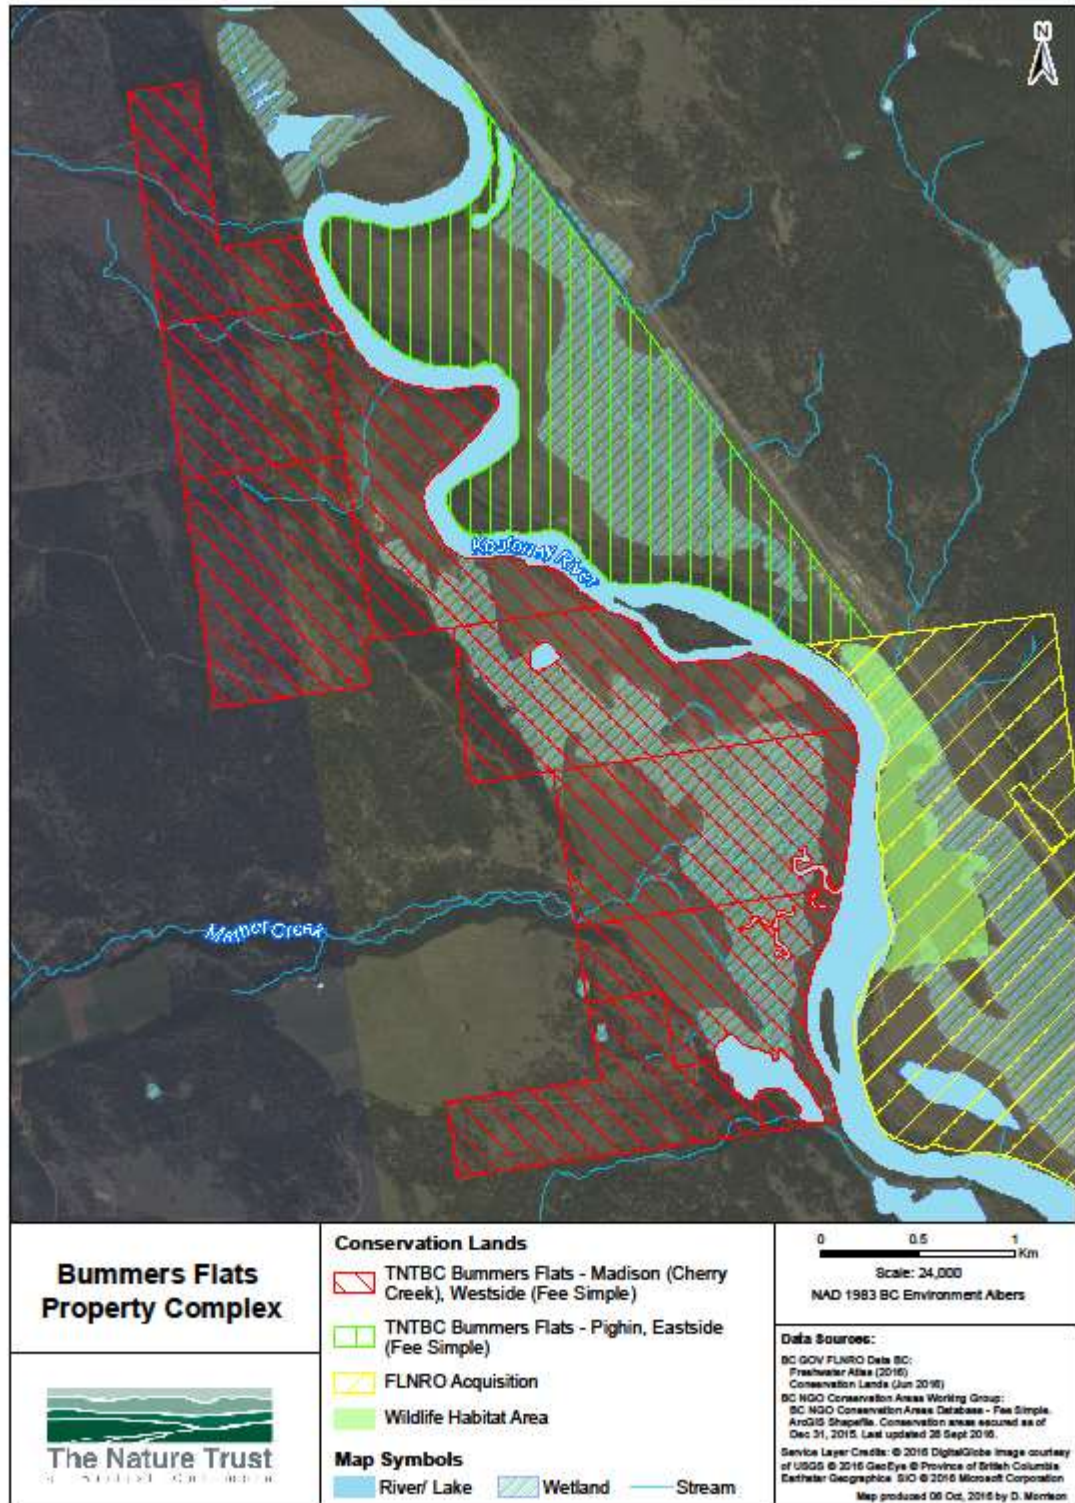 N
Kootenay River
Mather Creek
Bummers Flats
Property Complex
The Nature Trust
Conservation Lands
TNTBC Bummers Flats - Madison (Cherry
Creek), Westside (Fee Simple)
TNTBC Bummers Flats - Pighin, Eastside
(Fee Simple)
FLNRO Acquisition
Wildlife Habitat Area
Map Symbols
River/ Lake Wetland Stream
0 0.5 1
Km
Scale: 24,000
NAD 1983 BC Environment Albers
Data Sources:
BC GOV FLNRO Data BC:
Freshwater Atlas (2016)
Conservation Lands (Jun 2016)
BC NGO Conservation Areas Working Group:
BC NGO Conservation Areas Database - Fee Simple.
ArcGIS Shapefile. Conservation areas secured as of
Dec 31, 2015. Last updated 28 Sept 2016.
Service Layer Credits: © 2016 DigitalGlobe Image courtesy
of USGS © 2016 GeoEye © Province of British Columbia
Earthstar Geographics SIO © 2016 Microsoft Corporation
Map produced 06 Oct, 2016 by D. Morrison